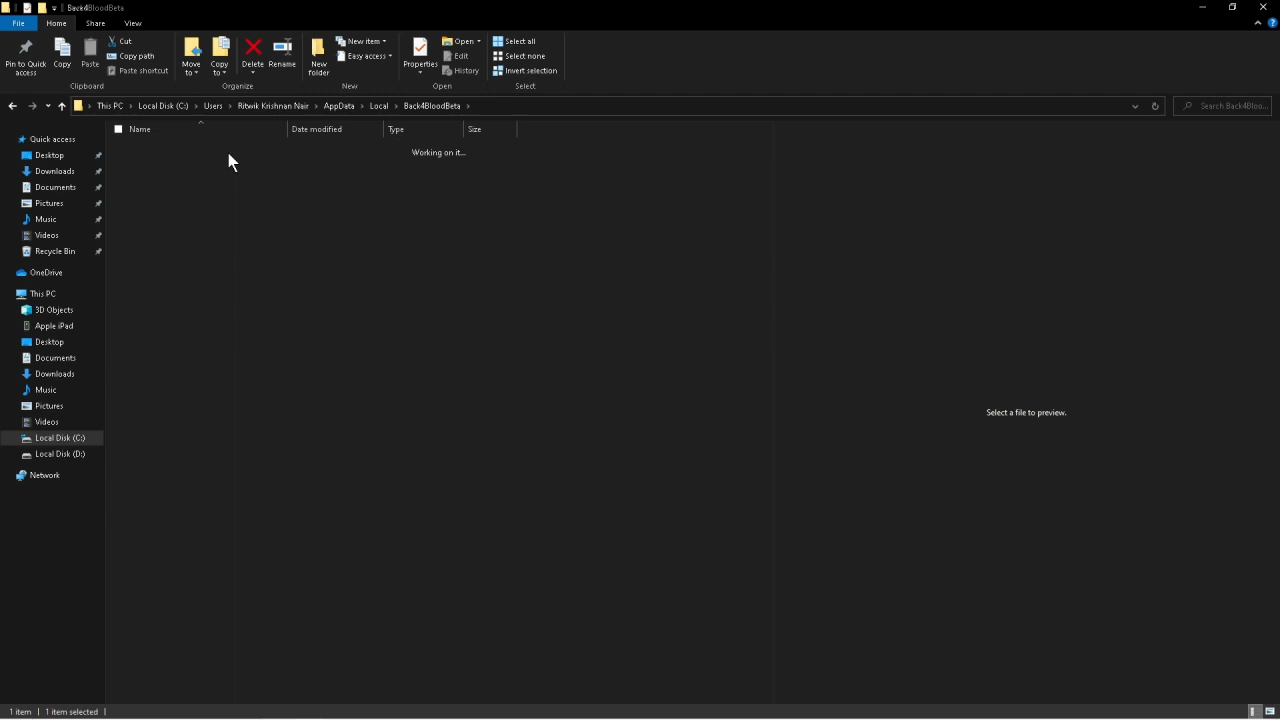 Back4BloodBeta
File
Home
Share
View
Pin to Quick access
Copy
Paste
Cut
Copy path
Paste shortcut
Clipboard
Move to
Copy to
Delete
Rename
Organize
New folder
New item
Easy access
New
Properties
Open
Edit
History
Open
Select all
Select none
Invert selection
Select
This PC
Local Disk (C:)
Users
Ritwik Krishnan Nair
AppData
Local
Back4BloodBeta
Search Back4Bloo...
Name
Date modified
Type
Size
Working on it...
Quick access
Desktop
Downloads
Documents
Pictures
Music
Videos
Recycle Bin
OneDrive
This PC
3D Objects
Apple iPad
Desktop
Documents
Downloads
Music
Pictures
Videos
Local Disk (C:)
Local Disk (D:)
Network
Select a file to preview.
1 item
1 item selected